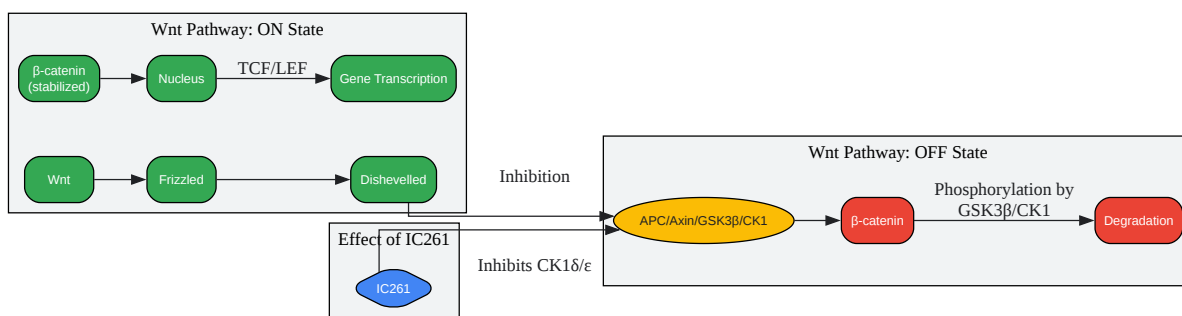 Wnt Pathway: ON State
β-catenin
(stabilized)
Nucleus
TCF/LEF
Gene Transcription
Wnt
Frizzled
Dishevelled
Inhibition
Effect of IC261
IC261
Inhibits CK1δ/ε
Wnt Pathway: OFF State
APC/Axin/GSK3β/CK1
β-catenin
Phosphorylation by
GSK3β/CK1
Degradation